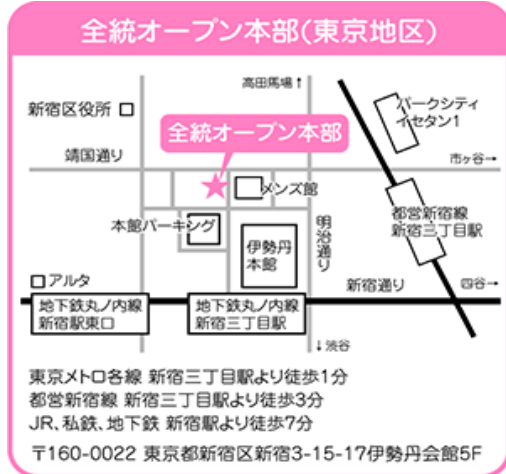 全統オープン本部(東京地区)
高田馬場↑
新宿区役所
パークシティ
イセタン1
全統オープン本部
靖国通り
市ヶ谷→
メンズ館
本館パーキング
都営新宿線
新宿三丁目駅
明治通り
伊勢丹
本館
アルタ
新宿通り
四谷→
地下鉄丸ノ内線
新宿駅東口
地下鉄丸ノ内線
新宿三丁目駅
↓渋谷
東京メトロ各線 新宿三丁目駅より徒歩1分
都営新宿線 新宿三丁目駅より徒歩3分
JR、私鉄、地下鉄 新宿駅より徒歩7分
〒160-0022 東京都新宿区新宿3-15-17伊勢丹会館5F